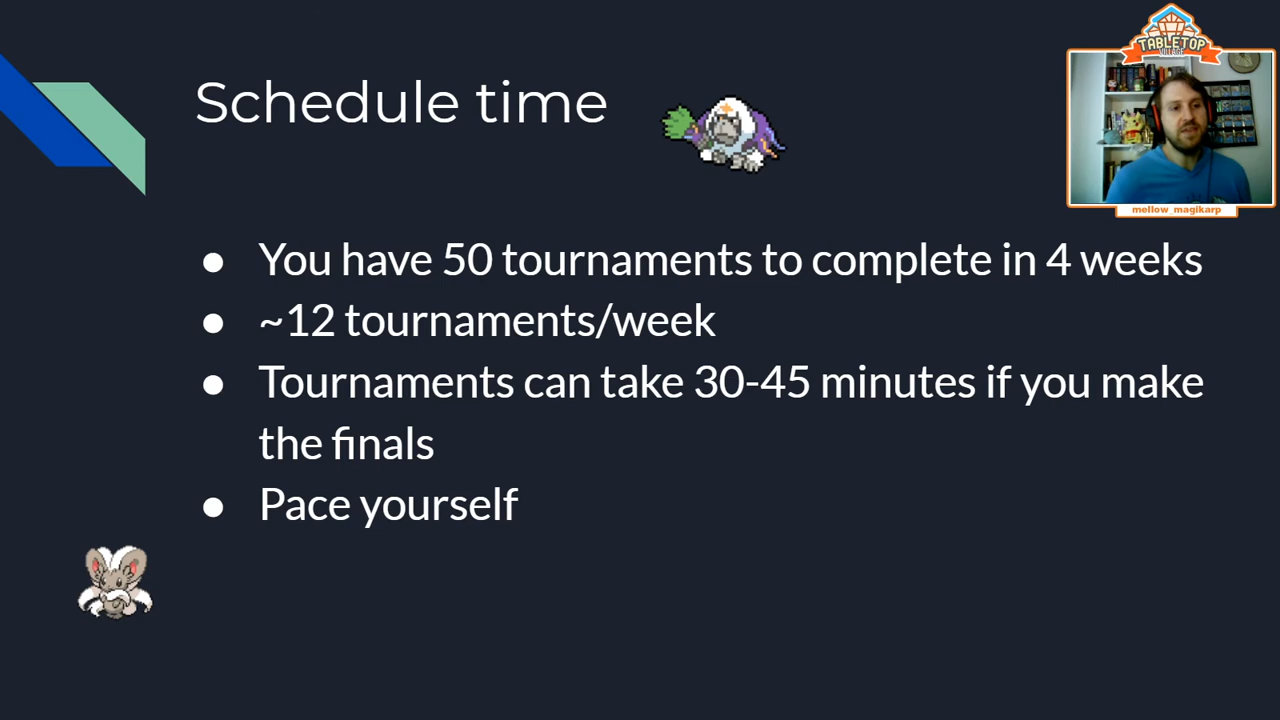 TABLETOP
VILLAGE
Schedule time
mellow_magikarp
● You have 50 tournaments to complete in 4 weeks
● ~12 tournaments/week
● Tournaments can take 30-45 minutes if you make
the finals
● Pace yourself